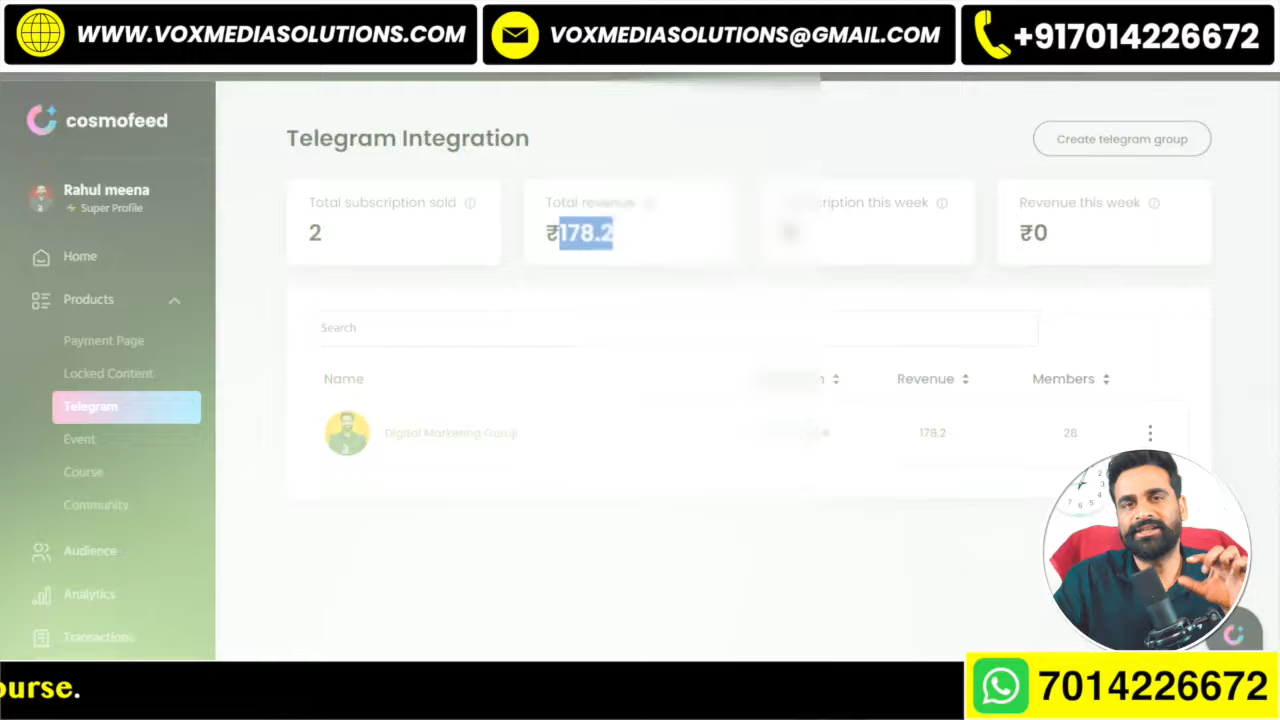 WWW.VOXMEDIASOLUTIONS.COM
VOXMEDIASOLUTIONS@GMAIL.COM
+917014226672
cosmofeed
Rahul meena
Super Profile
Home
Products
Payment Page
Locked Content
Telegram
Event
Course
Community
Audience
Analytics
Transactions
Telegram Integration
Create telegram group
Total subscription sold
2
Total revenue
₹178.2
this week
Revenue this week
₹0
Search
Name
Revenue
Members
Digital Marketing Guruji
178.2
28
ourse.
7014226672